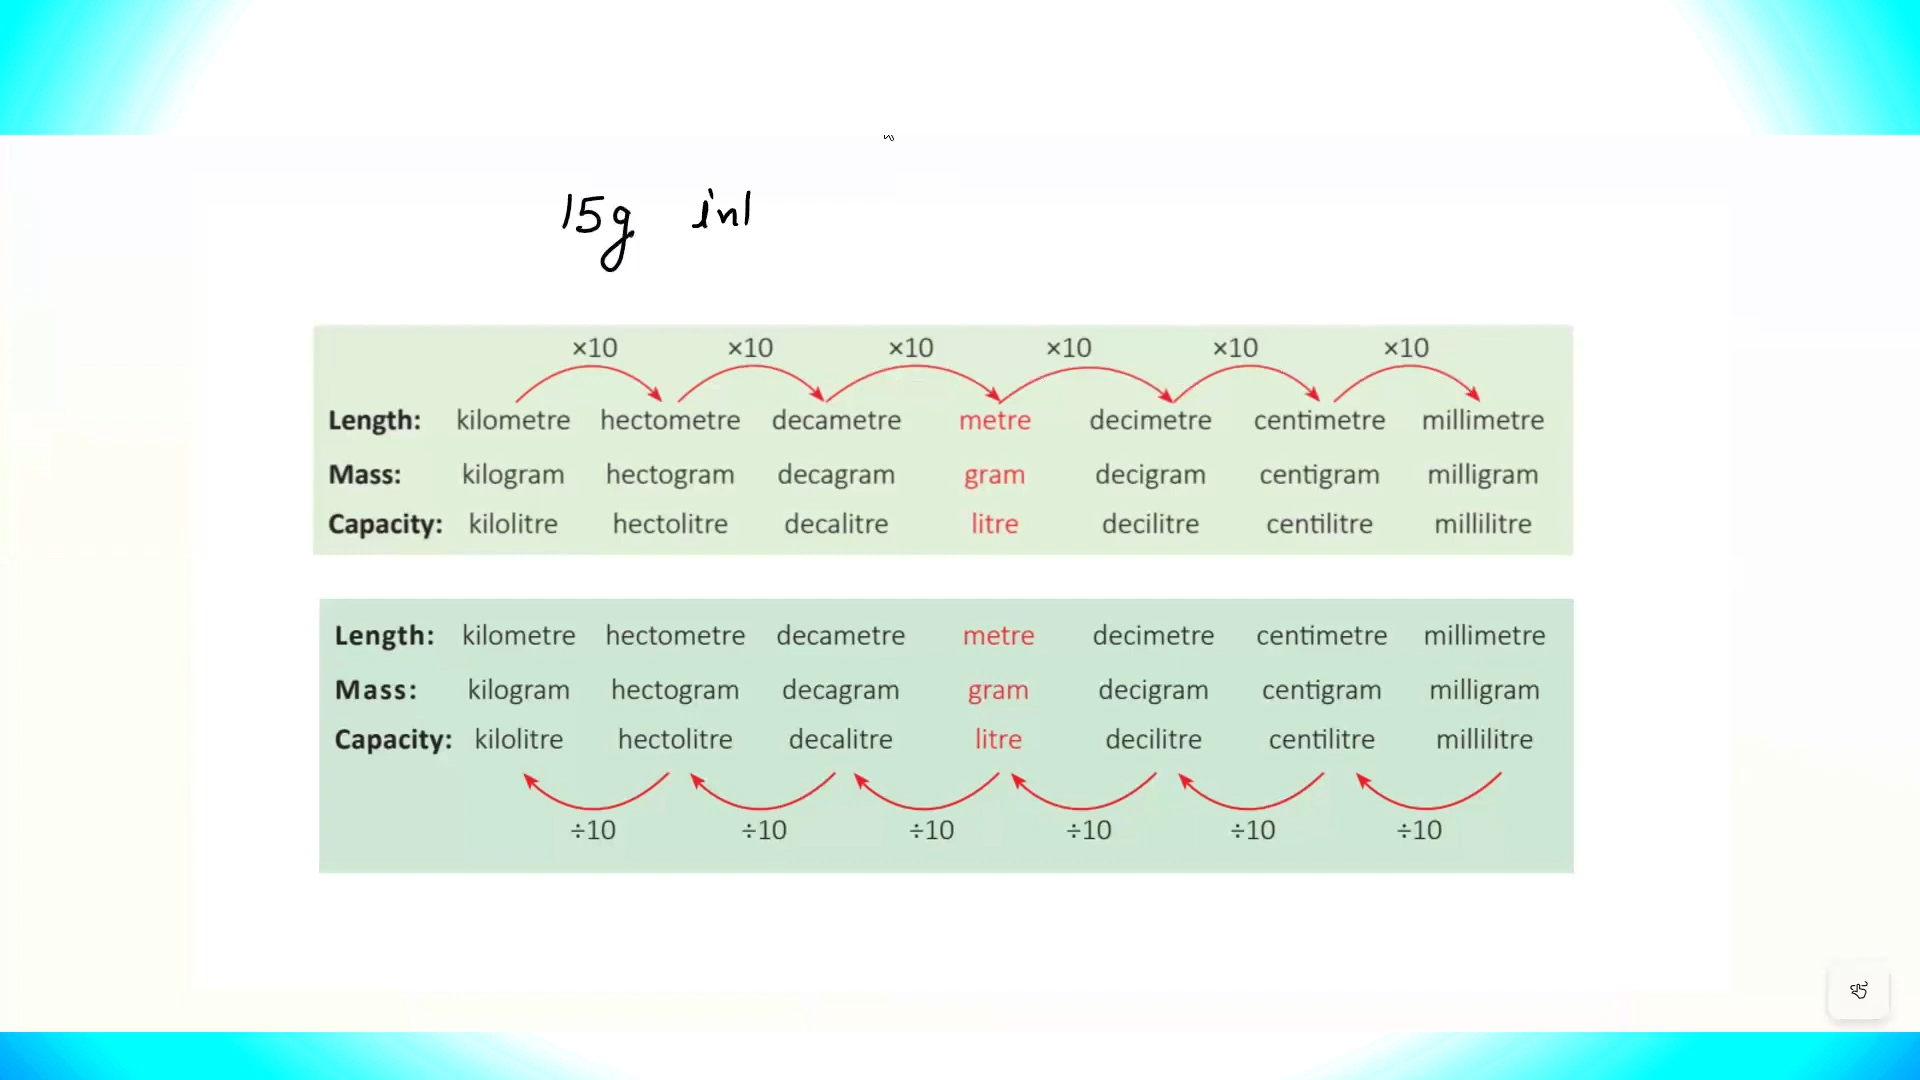 15g in
×10 ×10 ×10 ×10 ×10 ×10
Length: kilometre hectometre decametre metre decimetre centimetre millimetre
Mass: kilogram hectogram decagram gram decigram centigram milligram
Capacity: kilolitre hectolitre decalitre litre decilitre centilitre millilitre
Length: kilometre hectometre decametre metre decimetre centimetre millimetre
Mass: kilogram hectogram decagram gram decigram centigram milligram
Capacity: kilolitre hectolitre decalitre litre decilitre centilitre millilitre
÷10 ÷10 ÷10 ÷10 ÷10 ÷10